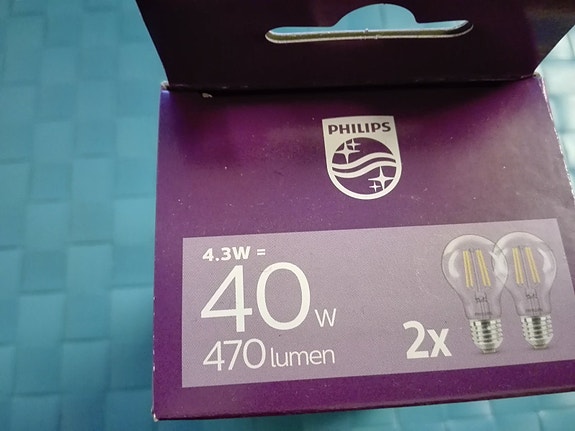 PHILIPS
4.3W =
40W
470 lumen
2x